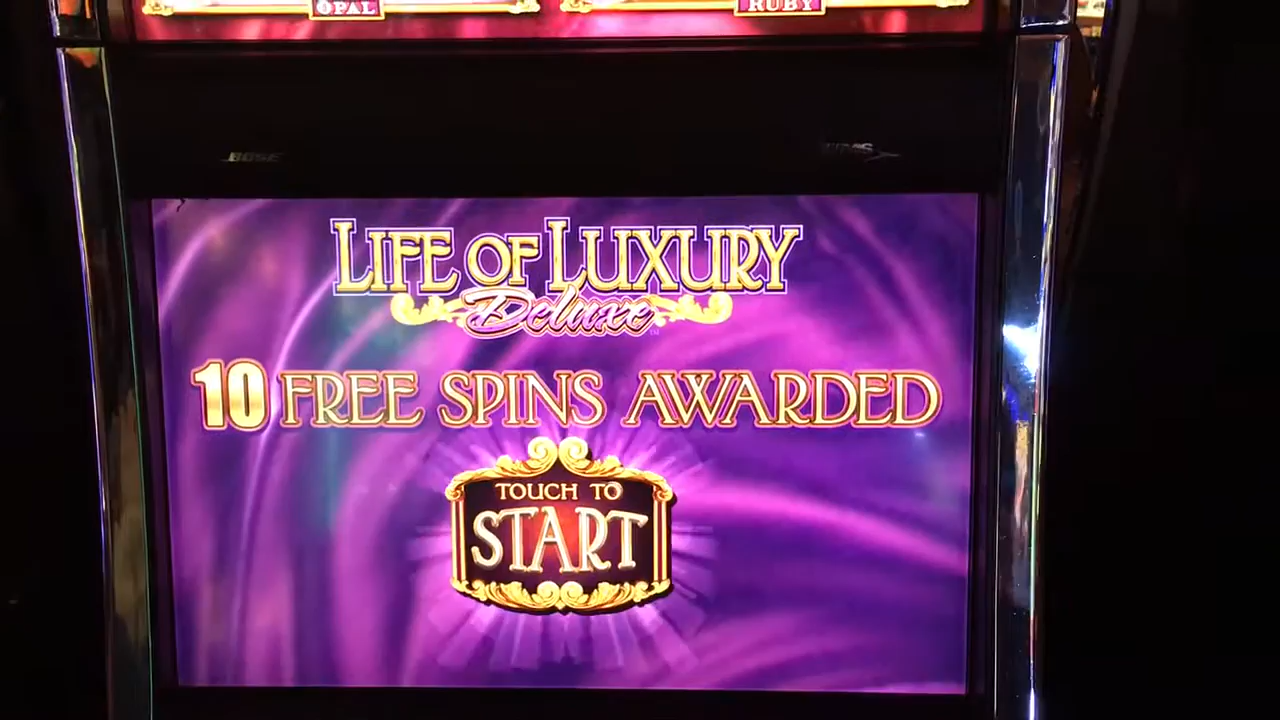 OPAL RUBY
BOSE
LIFE OF LUXURY
Deluxe
10 FREE SPINS AWARDED
TOUCH TO
START